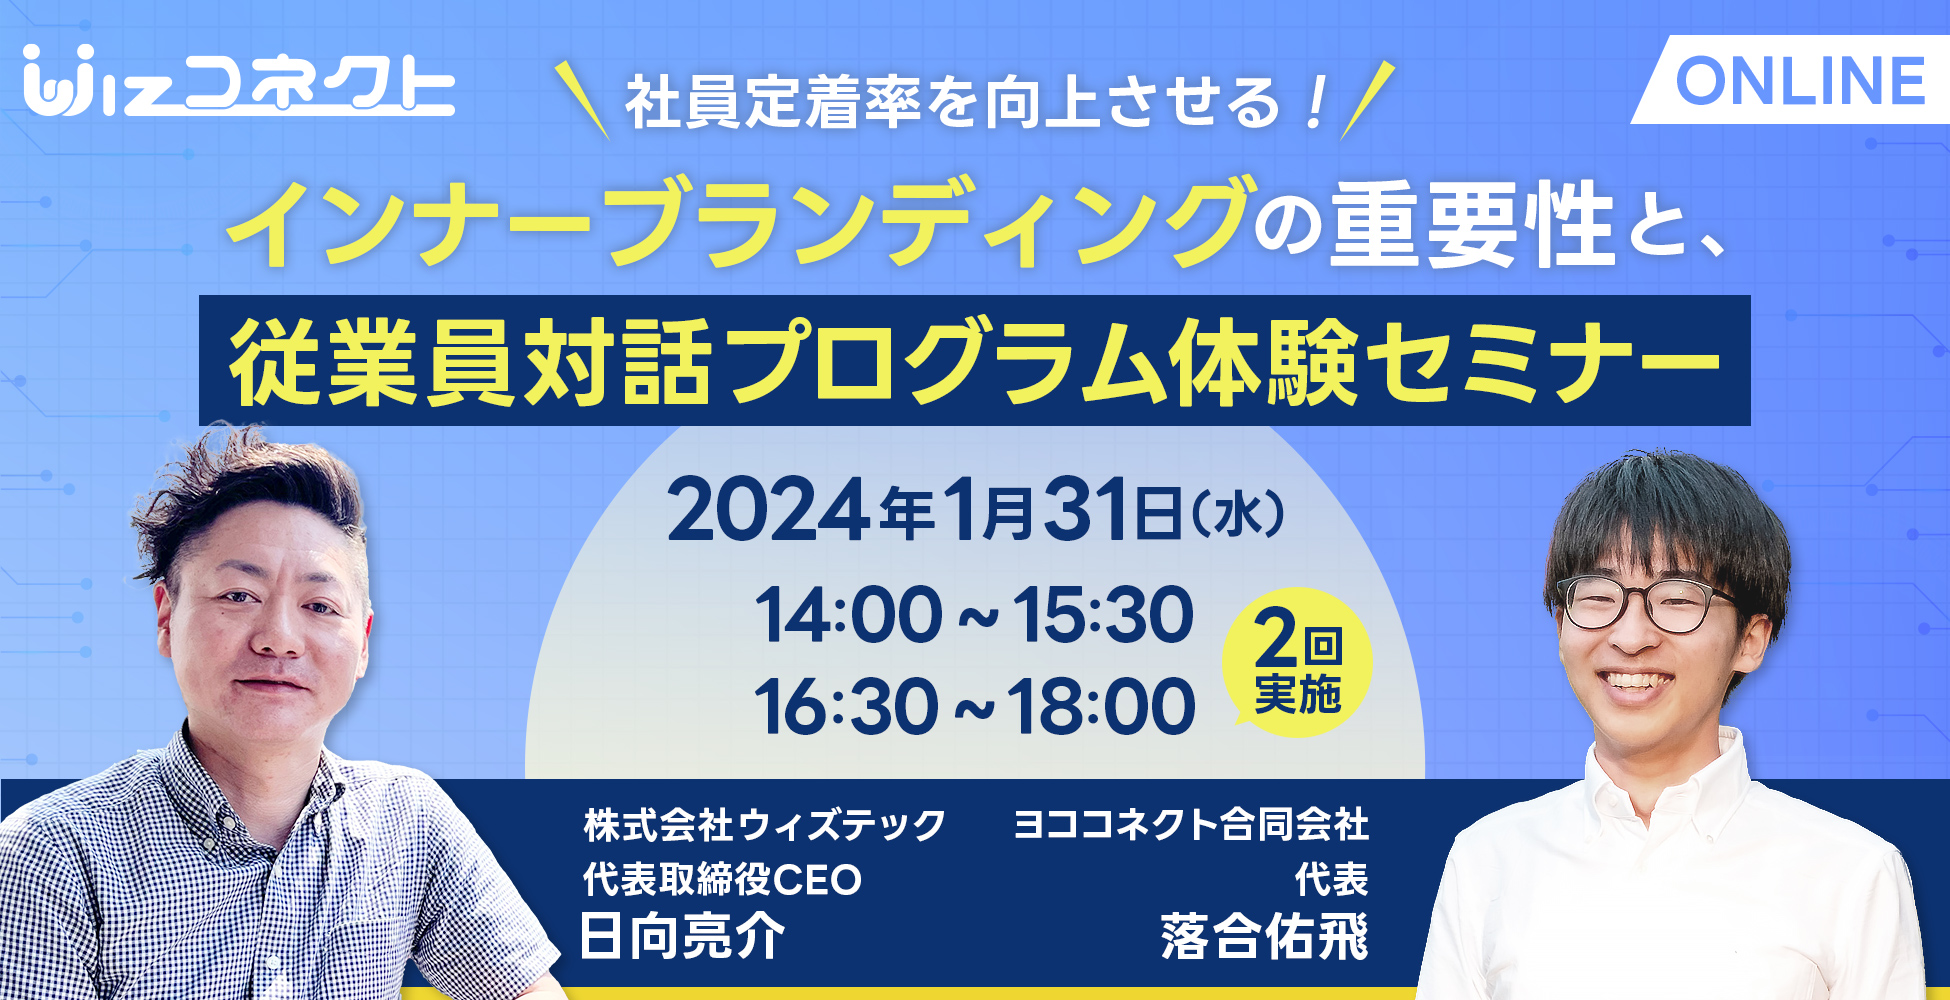 Wizコネクト
社員定着率を向上させる！
ONLINE
インナーブランディングの重要性と、
従業員対話プログラム体験セミナー
2024年1月31日（水）
14:00～15:30
16:30～18:00
2回
実施
株式会社ウィズテック
代表取締役CEO
日向亮介
ヨココネクト合同会社
代表
落合佑飛